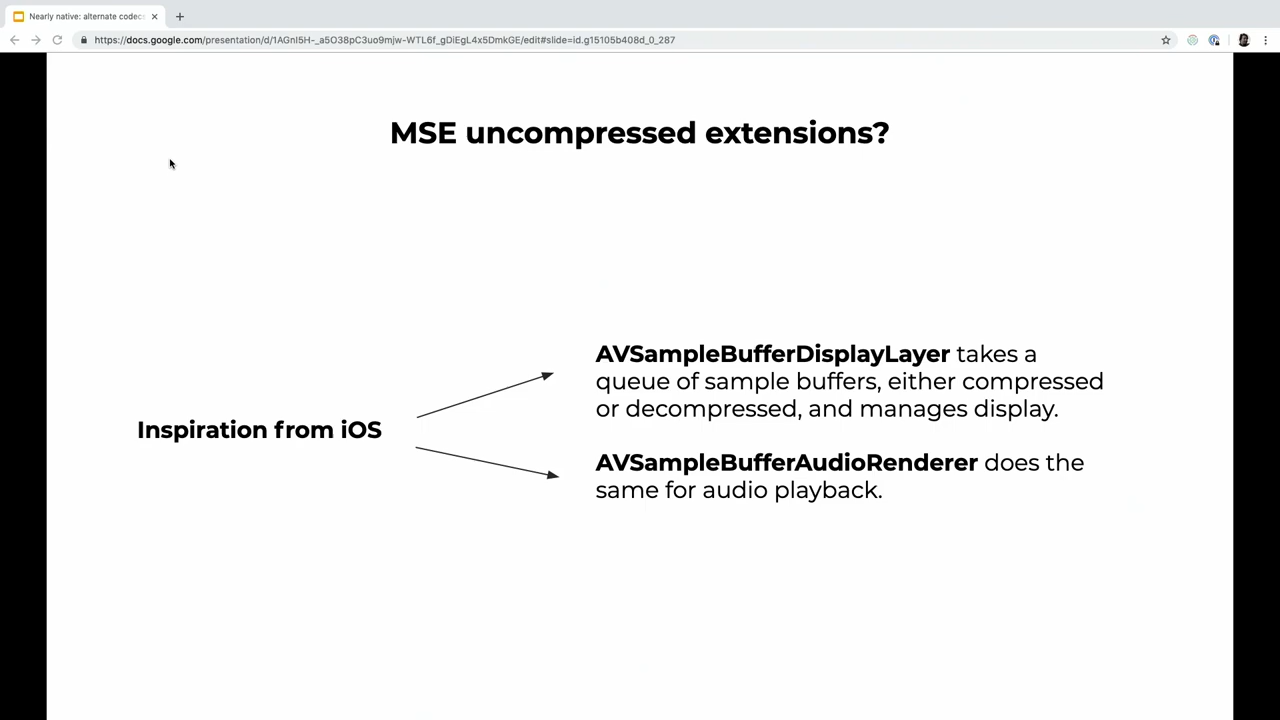 Nearly native: alternate codecs
https://docs.google.com/presentation/d/1AGnI5H-_a5O38pC3uo9mjw-WTL6f_gDiEgL4x5DmkGE/edit#slide=id.g15105b408d_0_287
MSE uncompressed extensions?
Inspiration from iOS
AVSampleBufferDisplayLayer takes a
queue of sample buffers, either compressed
or decompressed, and manages display.
AVSampleBufferAudioRenderer does the
same for audio playback.